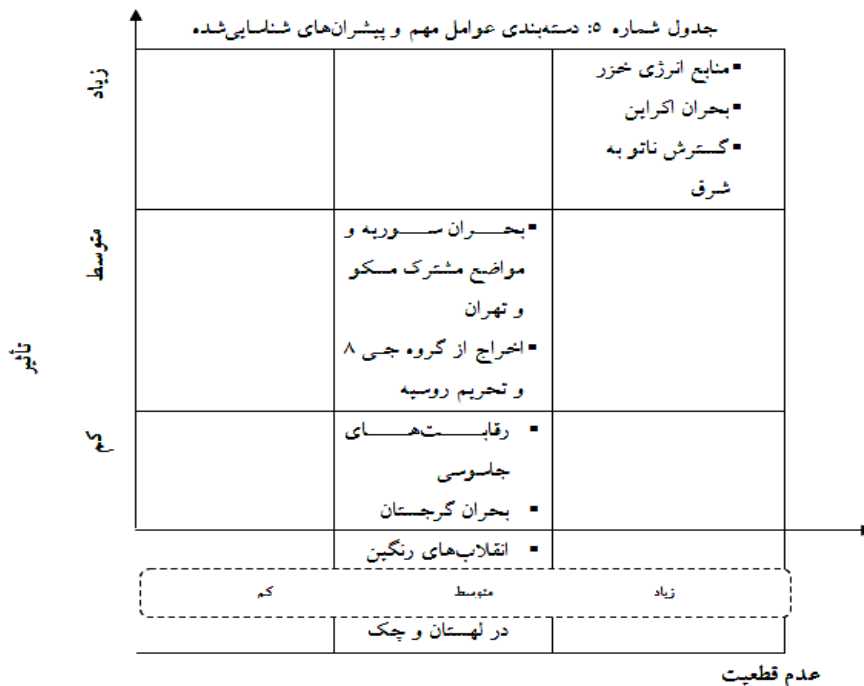 جدول شماره ۵: دسته‌بندی عوامل مهم و پیشران‌های شناسایی‌شده
زیاد
▪ منابع انرژی خزر
▪ بحران اکراین
▪ گسترش ناتو به
شرق
متوسط
▪ بحران سوریه و
مواضع مشترک مسکو
و تهران
▪ اخراج از گروه جی ۸
و تحریم روسیه
تأثیر
کم
▪ رقابت‌های
جاسوسی
▪ بحران گرجستان
▪ انقلاب‌های رنگین
زیاد
متوسط
کم
در لهستان و چک
عدم قطعیت